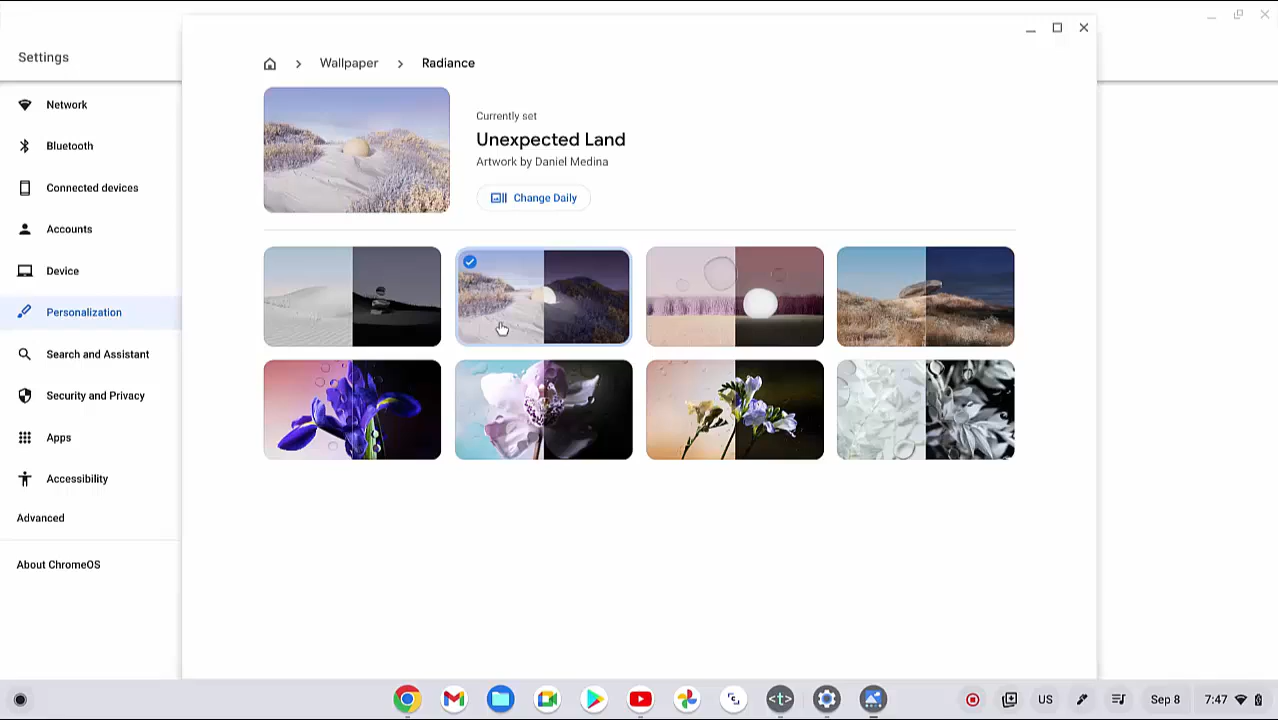 Settings
Network
Bluetooth
Connected devices
Accounts
Device
Personalization
Search and Assistant
Security and Privacy
Apps
Accessibility
Advanced
About ChromeOS
Wallpaper
Radiance
Currently set
Unexpected Land
Artwork by Daniel Medina
Change Daily
<t>
US
Sep 8
7:47